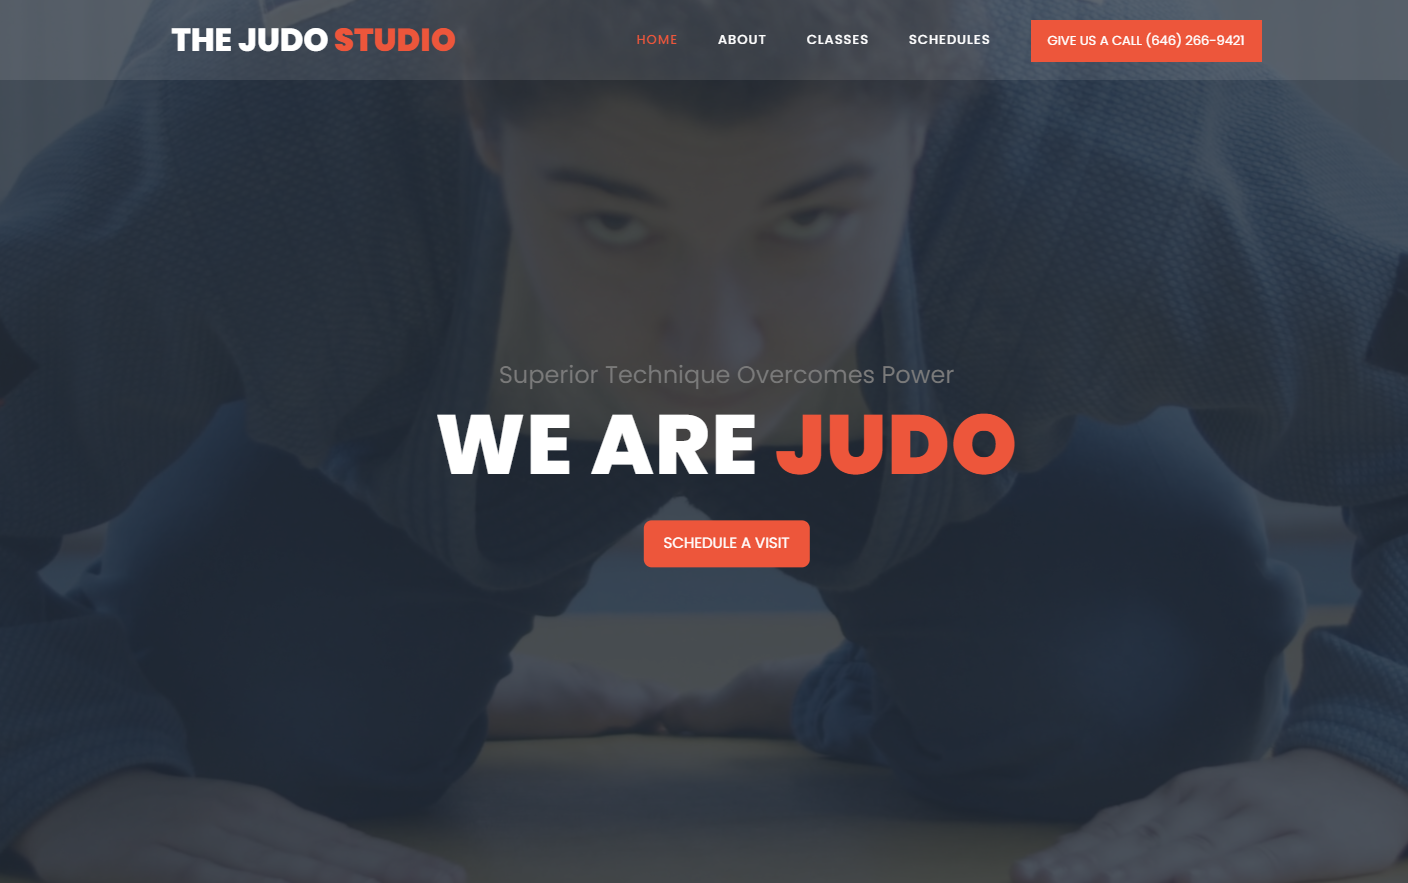 THE JUDO STUDIO
HOME ABOUT CLASSES SCHEDULES GIVE US A CALL (646) 266-9421
Superior Technique Overcomes Power
WE ARE JUDO
SCHEDULE A VISIT